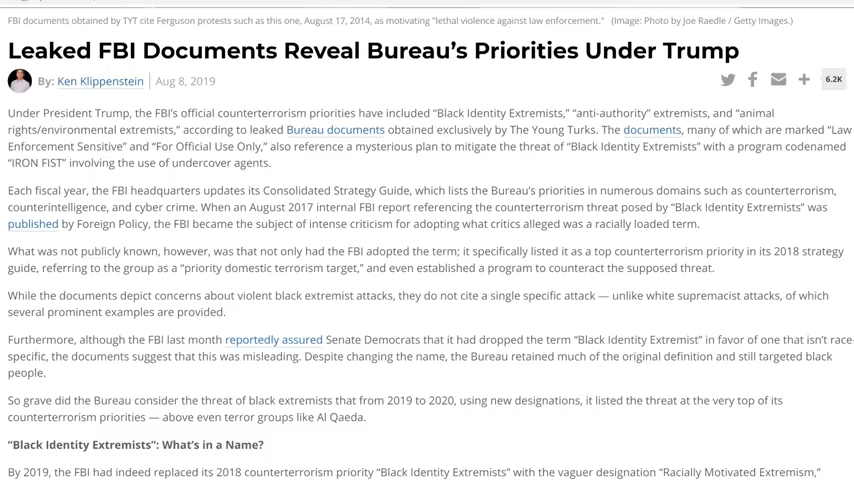 FBI documents obtained by TYT cite Ferguson protests such as this one, August 17, 2014, as motivating "lethal violence against law enforcement." (Image: Photo by Joe Raedle / Getty Images.)
Leaked FBI Documents Reveal Bureau's Priorities Under Trump
By: Ken Klippenstein | Aug 8, 2019
6.2K
Under President Trump, the FBI's official counterterrorism priorities have included “Black Identity Extremists,” “anti-authority” extremists, and “animal
rights/environmental extremists,” according to leaked Bureau documents obtained exclusively by The Young Turks. The documents, many of which are marked “Law
Enforcement Sensitive” and “For Official Use Only,” also reference a mysterious plan to mitigate the threat of “Black Identity Extremists” with a program codenamed
“IRON FIST” involving the use of undercover agents.
Each fiscal year, the FBI headquarters updates its Consolidated Strategy Guide, which lists the Bureau's priorities in numerous domains such as counterterrorism,
counterintelligence, and cyber crime. When an August 2017 internal FBI report referencing the counterterrorism threat posed by “Black Identity Extremists” was
published by Foreign Policy, the FBI became the subject of intense criticism for adopting what critics alleged was a racially loaded term.
What was not publicly known, however, was that not only had the FBI adopted the term; it specifically listed it as a top counterterrorism priority in its 2018 strategy
guide, referring to the group as a “priority domestic terrorism target,” and even established a program to counteract the supposed threat.
While the documents depict concerns about violent black extremist attacks, they do not cite a single specific attack — unlike white supremacist attacks, of which
several prominent examples are provided.
Furthermore, although the FBI last month reportedly assured Senate Democrats that it had dropped the term “Black Identity Extremist” in favor of one that isn't race-
specific, the documents suggest that this was misleading. Despite changing the name, the Bureau retained much of the original definition and still targeted black
people.
So grave did the Bureau consider the threat of black extremists that from 2019 to 2020, using new designations, it listed the threat at the very top of its
counterterrorism priorities — above even terror groups like Al Qaeda.
“Black Identity Extremists”: What's in a Name?
By 2019, the FBI had indeed replaced its 2018 counterterrorism priority “Black Identity Extremists” with the vaguer designation “Racially Motivated Extremism,”